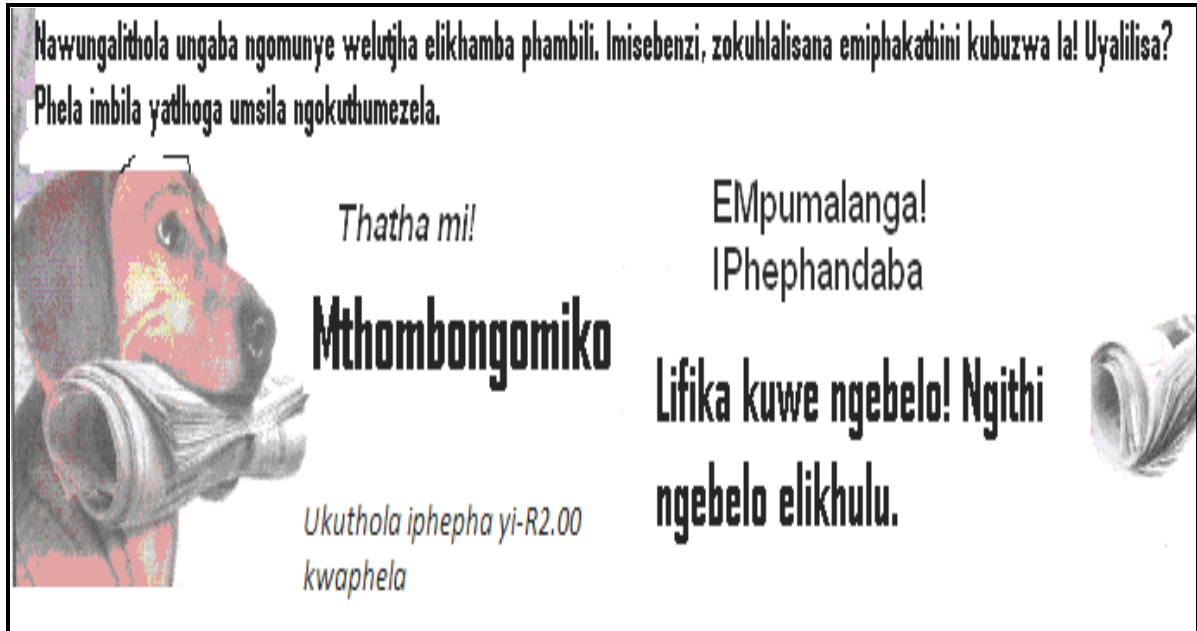 Nawungalithola ungaba ngomunye welutjha elikhamba phambili. Imisebenzi, zokuhlalisana emiphakathini kubuzwa la! Uyalilisa?
Phela imbila yatlhoga umsila ngokuthumezela.
Thatha mi!
Mthombongomiko
Ukuthola iphepha yi-R2.00
kwaphela
EMpumalanga!
IPhephandaba
Lifika kuwe ngebelo! Ngithi
ngebelo elikhulu.